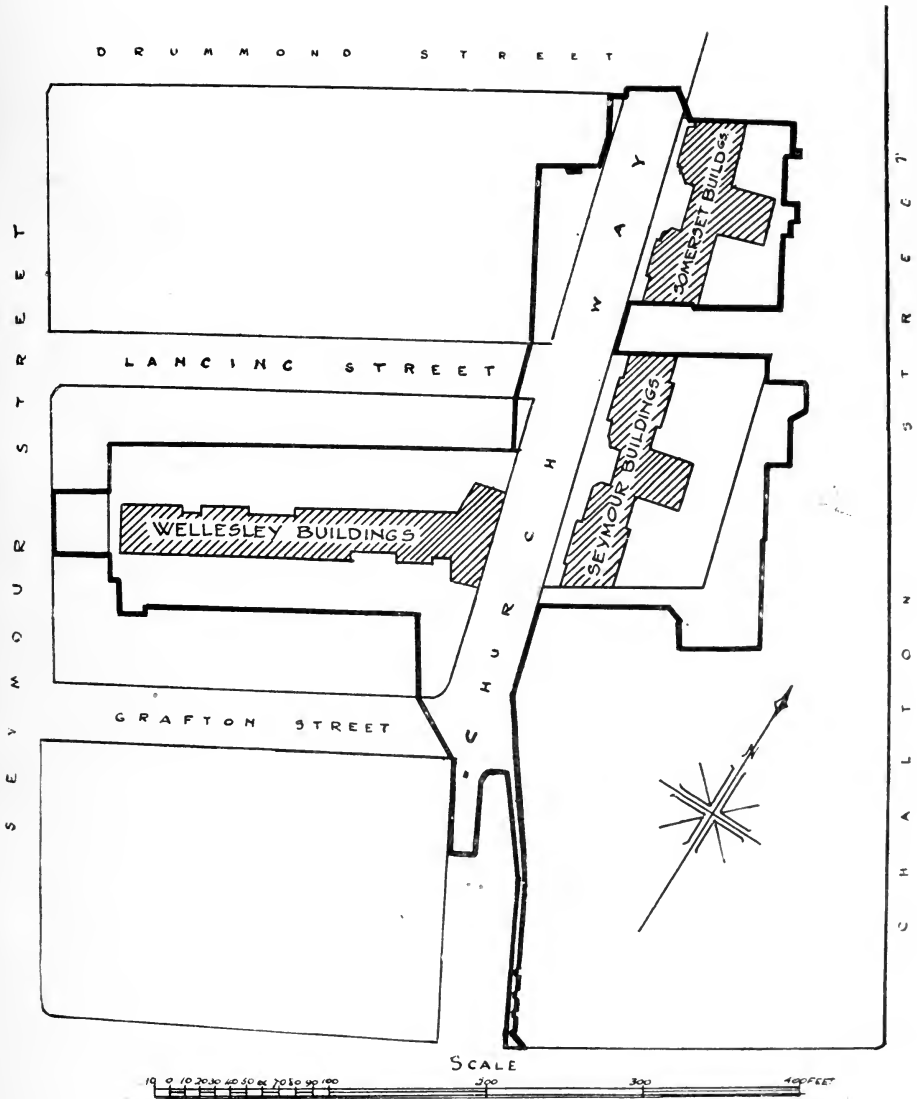 DRUMMOND STREET
SEYMOUR STREET
CHURCH WAY
SOMERSET BUILDGS
LANCING STREET
WELLESLEY BUILDINGS
SEYMOUR BUILDINGS
CHALTON STREET
GRAFTON STREET
N
SCALE
10 0 10 20 30 40 50 60 70 80 90 100 200 300 400 FEET